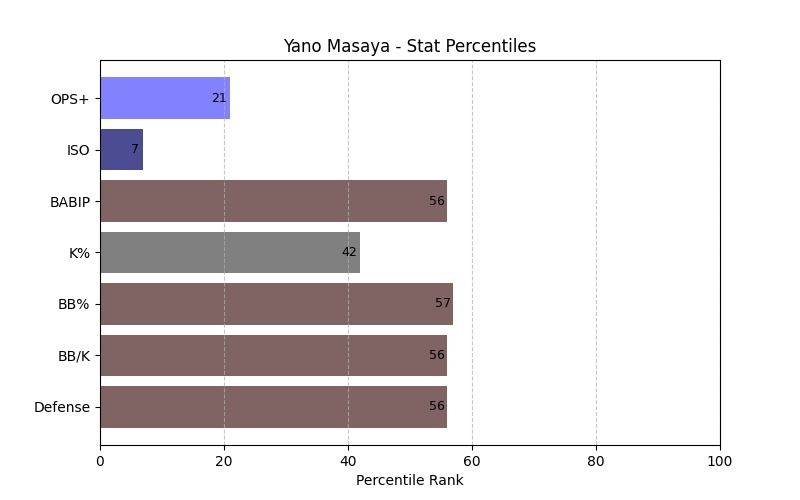 Yano Masaya - Stat Percentiles
OPS+ 21
ISO 7
BABIP 56
K% 42
BB% 57
BB/K 56
Defense 56
0 20 40 60 80 100
Percentile Rank